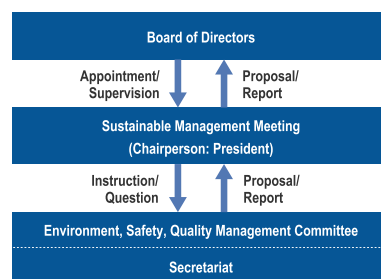 Board of Directors
Appointment/
Supervision
Proposal/
Report
Sustainable Management Meeting
(Chairperson: President)
Instruction/
Question
Proposal/
Report
Environment, Safety, Quality Management Committee
Secretariat